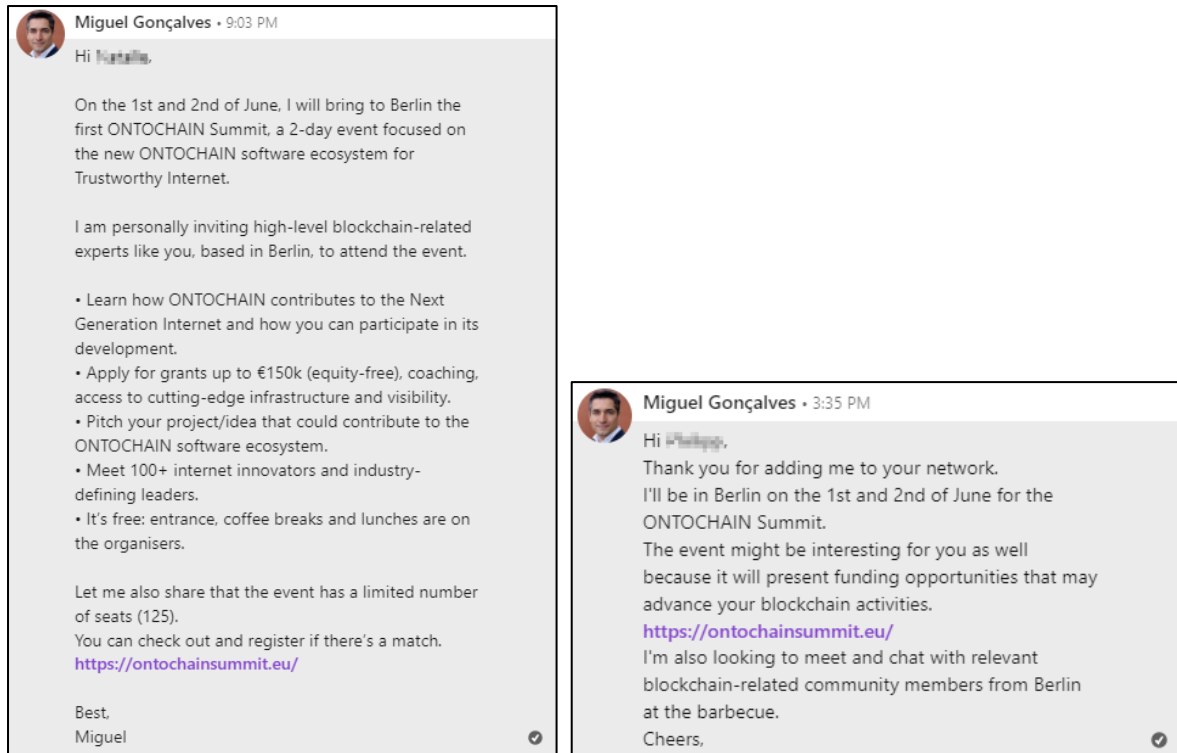 Miguel Gonçalves • 9:03 PM
Hi
On the 1st and 2nd of June, I will bring to Berlin the
first ONTOCHAIN Summit, a 2-day event focused on
the new ONTOCHAIN software ecosystem for
Trustworthy Internet.
I am personally inviting high-level blockchain-related
experts like you, based in Berlin, to attend the event.
• Learn how ONTOCHAIN contributes to the Next
Generation Internet and how you can participate in its
development.
• Apply for grants up to €150k (equity-free), coaching,
access to cutting-edge infrastructure and visibility.
• Pitch your project/idea that could contribute to the
ONTOCHAIN software ecosystem.
• Meet 100+ internet innovators and industry-
defining leaders.
• It's free: entrance, coffee breaks and lunches are on
the organisers.
Let me also share that the event has a limited number
of seats (125).
You can check out and register if there's a match.
https://ontochainsummit.eu/
Best,
Miguel
Miguel Gonçalves • 3:35 PM
Hi
Thank you for adding me to your network.
I'll be in Berlin on the 1st and 2nd of June for the
ONTOCHAIN Summit.
The event might be interesting for you as well
because it will present funding opportunities that may
advance your blockchain activities.
https://ontochainsummit.eu/
I'm also looking to meet and chat with relevant
blockchain-related community members from Berlin
at the barbecue.
Cheers,